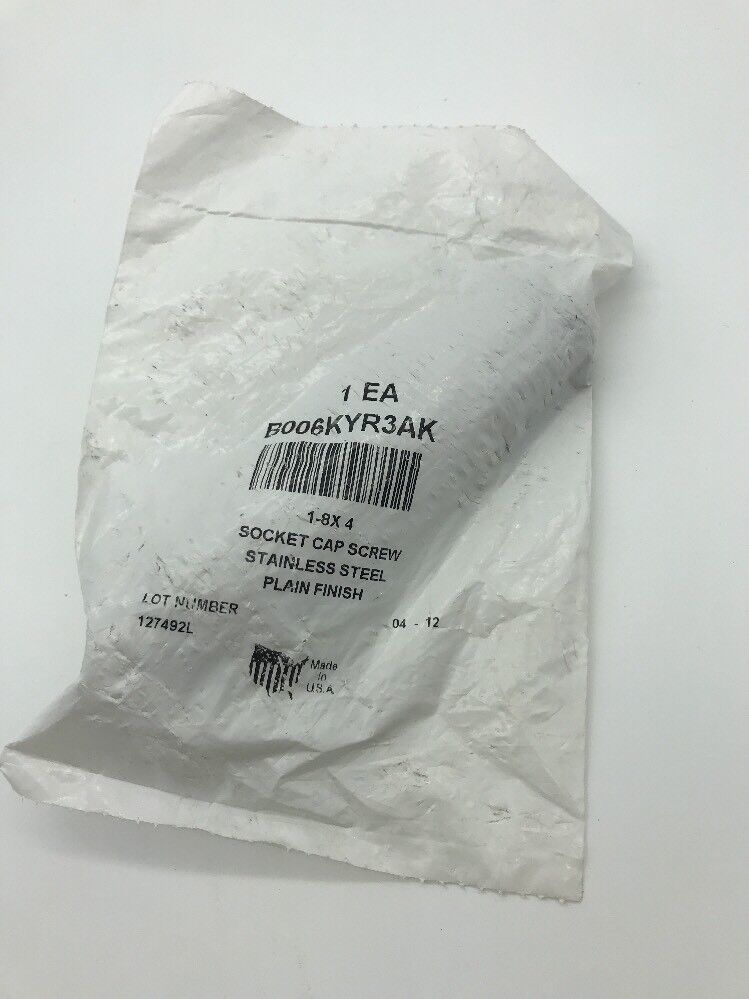 1 EA
B006KYR3AK
1-8X 4
SOCKET CAP SCREW
STAINLESS STEEL
PLAIN FINISH
LOT NUMBER
127492L
04 - 12
Made
in
U.S.A